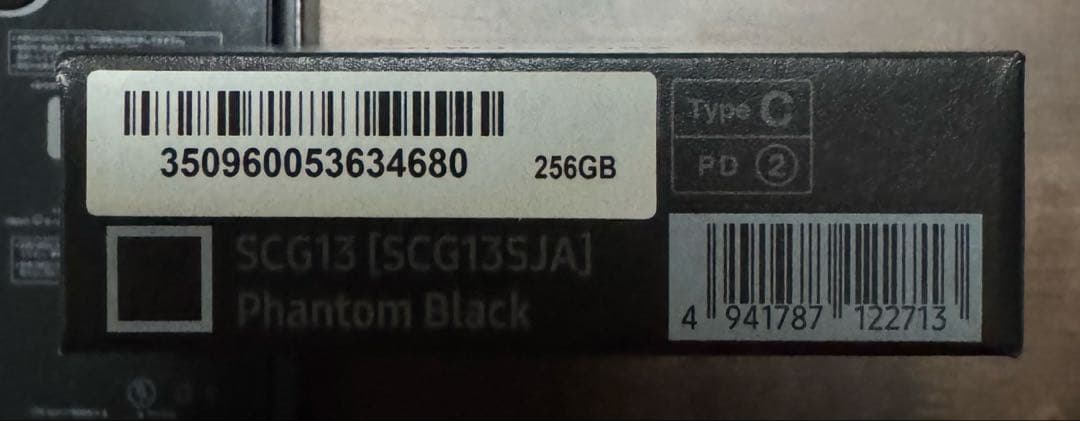 350960053634680
256GB
Type C
PD 2
SCG13 [SCG13SJA]
Phantom Black
4 941787 122713